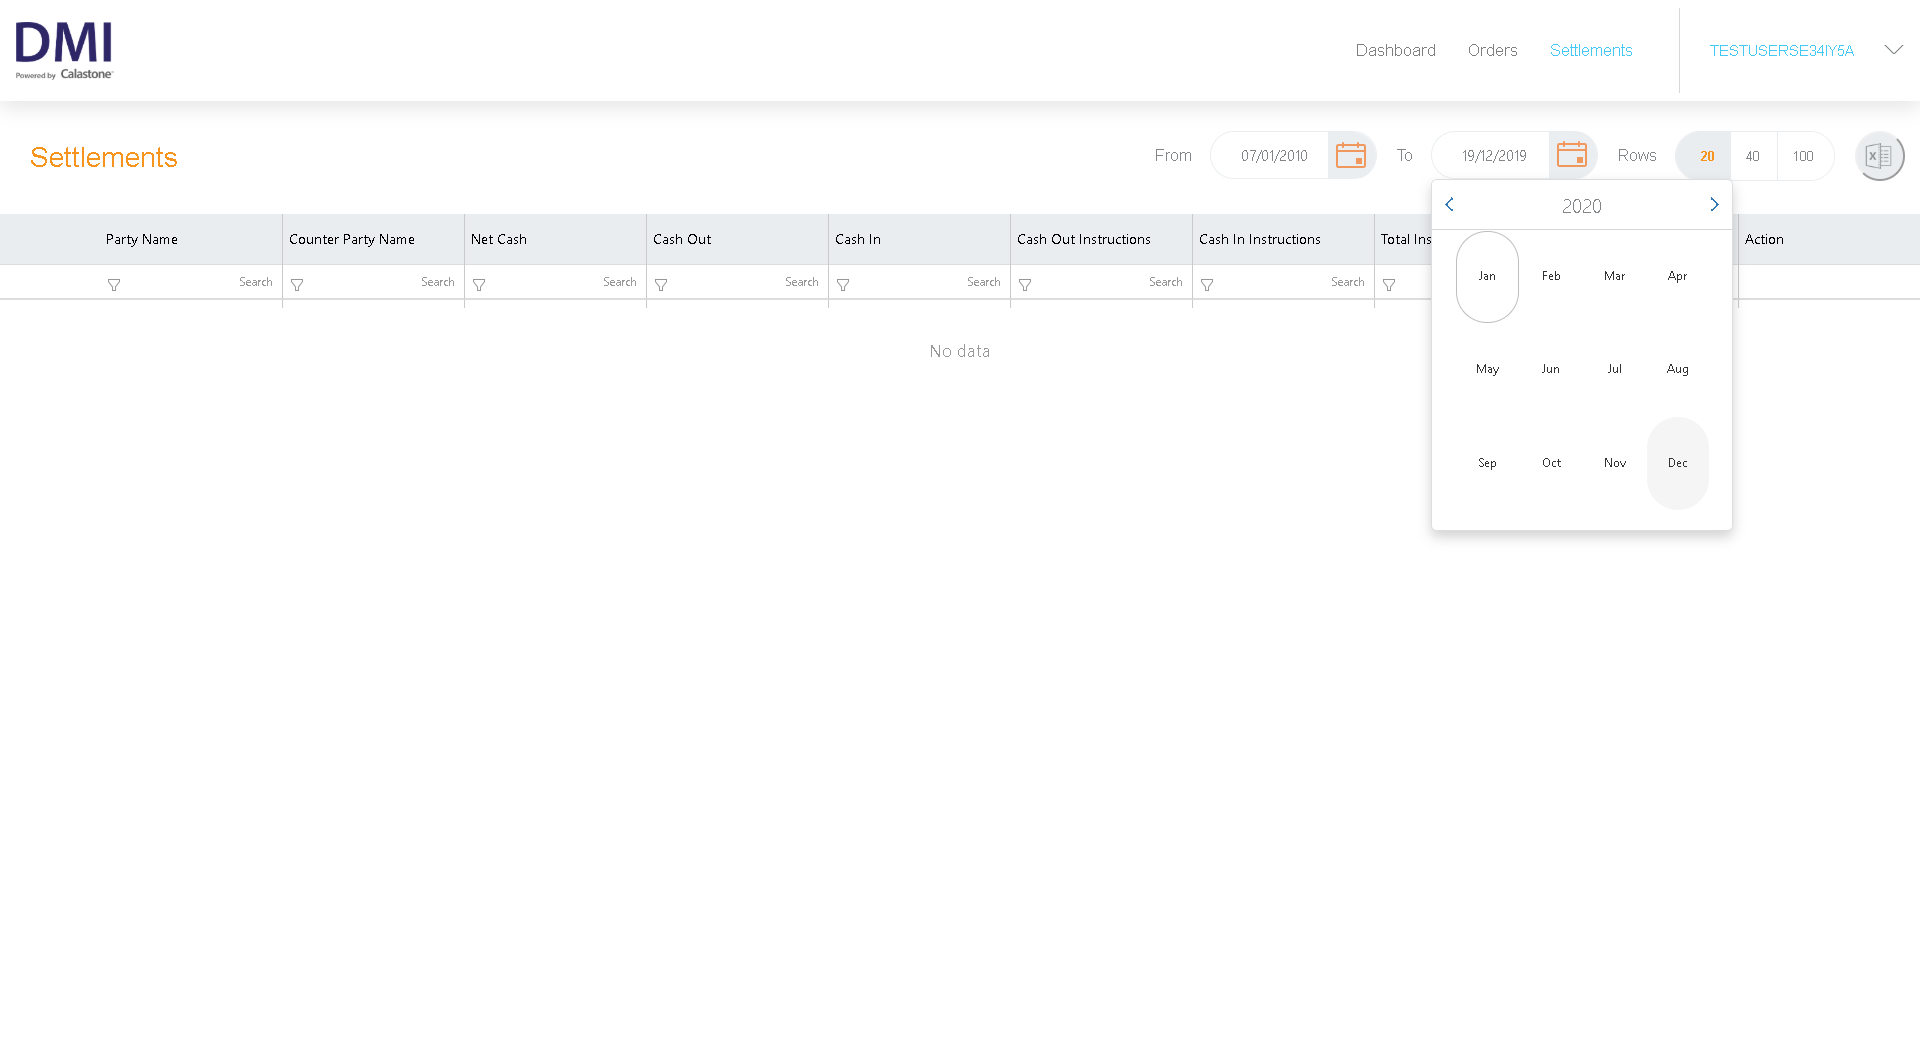 DMI
Powered by Calastone
Dashboard Orders Settlements TESTUSERSE34IY5A
Settlements
From 07/01/2010 To 19/12/2019 Rows 20 40 100
2020
Party Name Counter Party Name Net Cash Cash Out Cash In Cash Out Instructions Cash In Instructions Total Ins Action
Search Search Search Search Search Search Search
Jan Feb Mar Apr
No data
May Jun Jul Aug
Sep Oct Nov Dec